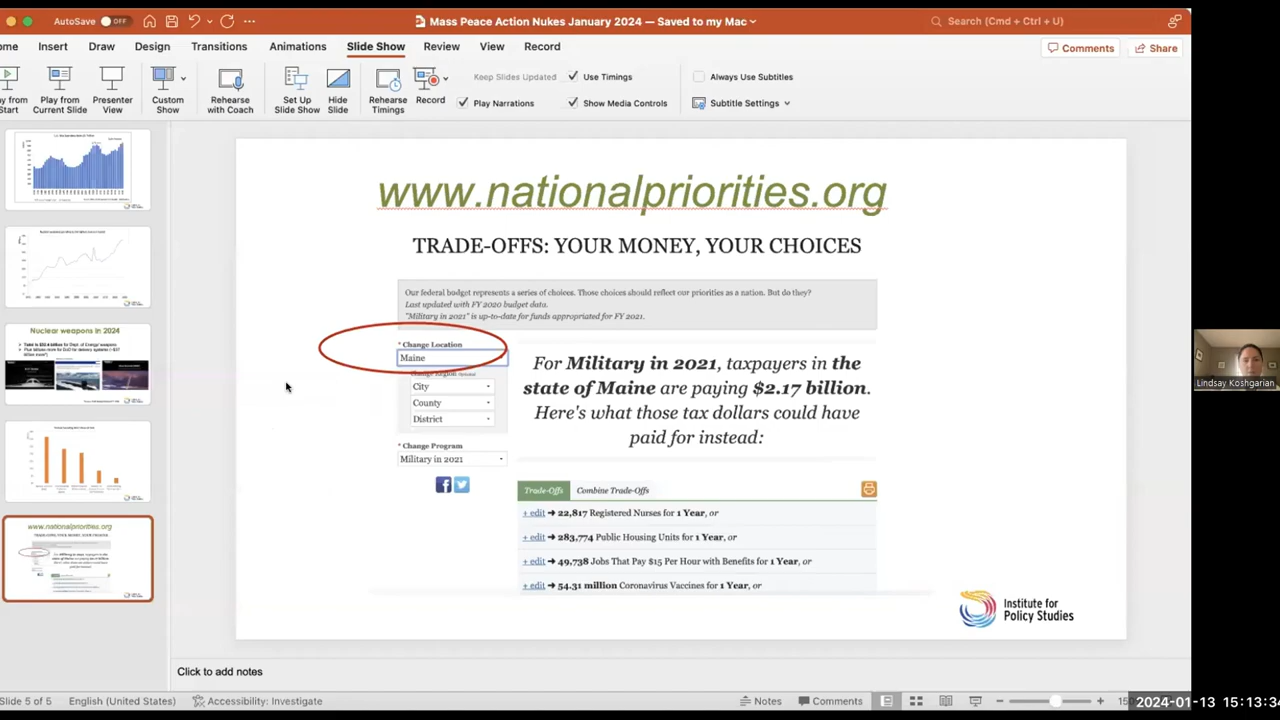 AutoSave OFF
Mass Peace Action Nukes January 2024 — Saved to my Mac
Search (Cmd + Ctrl + U)
ome Insert Draw Design Transitions Animations Slide Show Review View Record
Comments Share
y from Start
Play from Current Slide
Presenter View
Custom Show
Rehearse with Coach
Set Up Slide Show
Hide Slide
Rehearse Timings
Record
Keep Slides Updated
Use Timings
Play Narrations
Show Media Controls
Always Use Subtitles
Subtitle Settings
Nuclear weapons in 2024
www.nationalpriorities.org
www.nationalpriorities.org
TRADE-OFFS: YOUR MONEY, YOUR CHOICES
Our federal budget represents a series of choices. Those choices should reflect our priorities as a nation. But do they?
Last updated with FY 2020 budget data.
"Military in 2021" is up-to-date for funds appropriated for FY 2021.
* Change Location
Maine
Change Region
City
County
District
* Change Program
Military in 2021
For Military in 2021, taxpayers in the
state of Maine are paying $2.17 billion.
Here's what those tax dollars could have
paid for instead:
Trade-Offs Combine Trade-Offs
+ edit ➔ 22,817 Registered Nurses for 1 Year, or
+ edit ➔ 283,774 Public Housing Units for 1 Year, or
+ edit ➔ 49,738 Jobs That Pay $15 Per Hour with Benefits for 1 Year, or
+ edit ➔ 54.31 million Coronavirus Vaccines for 1 Year, or
Institute for
Policy Studies
Lindsay Koshgarian
Click to add notes
Slide 5 of 5 English (United States) Accessibility: Investigate Notes Comments
2024-01-13 15:13:34